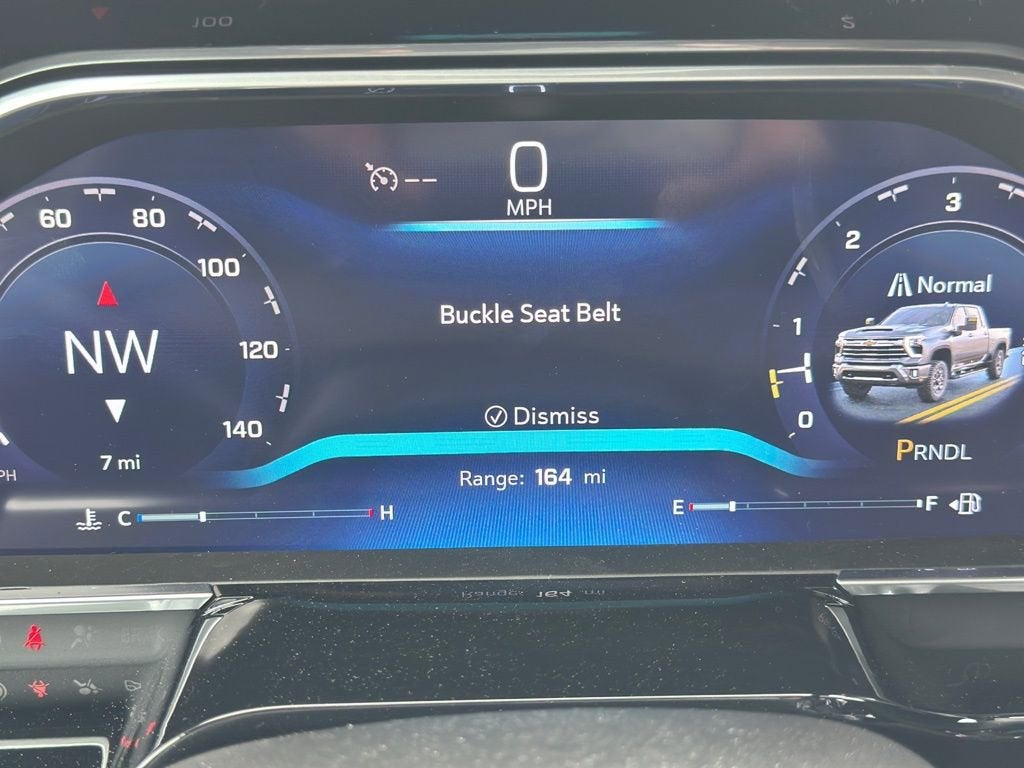 0
MPH
60
80
100
120
140
NW
7 mi
Buckle Seat Belt
Dismiss
Range: 164 mi
C
H
3
2
1
0
Normal
PRNDL
E
F